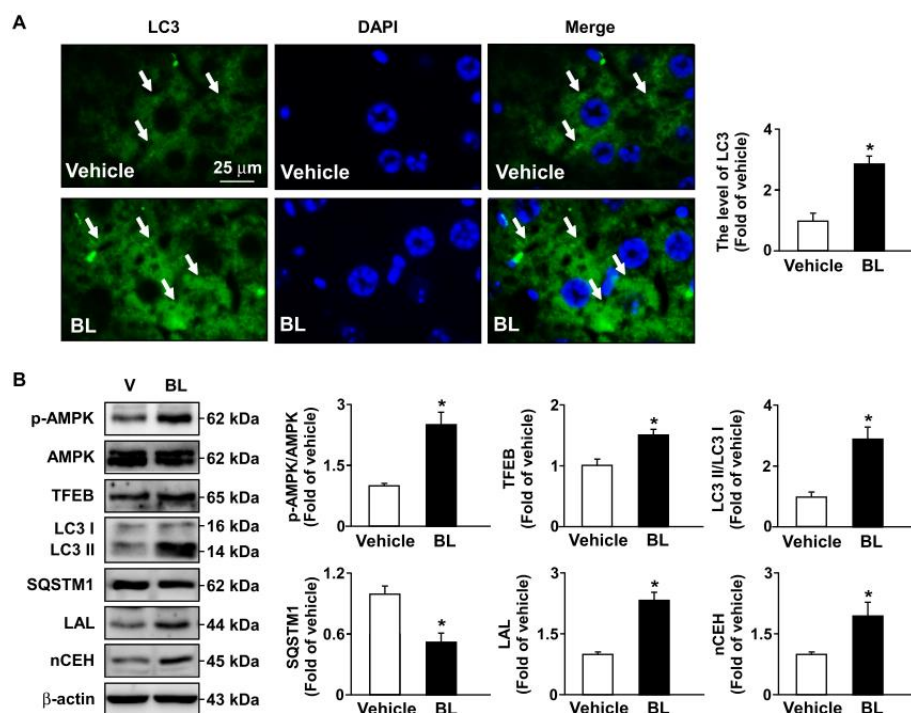 A
LC3 DAPI Merge
Vehicle
25 μm
BL
BL
BL
The level of LC3
(Fold of vehicle)
4
2
0
*
Vehicle BL
B
V BL
p-AMPK 62 kDa
AMPK 62 kDa
TFEB 65 kDa
LC3 I 16 kDa
LC3 II 14 kDa
SQSTM1 62 kDa
LAL 44 kDa
nCEH 45 kDa
β-actin 43 kDa
p-AMPK/AMPK
(Fold of vehicle)
3
1.5
0
*
Vehicle BL
TFEB
(Fold of vehicle)
2
1
0
*
Vehicle BL
LC3 II/LC3 I
(Fold of vehicle)
4
2
0
*
Vehicle BL
SQSTM1
(Fold of vehicle)
1.2
0.6
0
*
Vehicle BL
LAL
(Fold of vehicle)
3
1.5
0
*
Vehicle BL
nCEH
(Fold of vehicle)
3
1.5
0
*
Vehicle BL